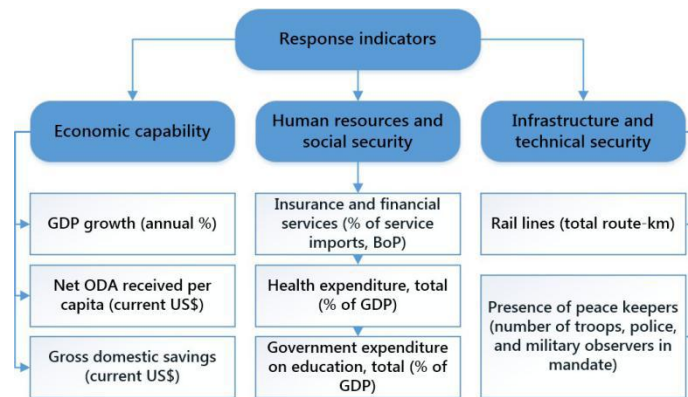 Response indicators
Economic capability
Human resources and
social security
Infrastructure and
technical security
GDP growth (annual %)
Net ODA received per
capita (current US$)
Gross domestic savings
(current US$)
Insurance and financial
services (% of service
imports, BoP)
Health expenditure, total
(% of GDP)
Government expenditure
on education, total (% of
GDP)
Rail lines (total route-km)
Presence of peace keepers
(number of troops, police,
and military observers in
mandate)